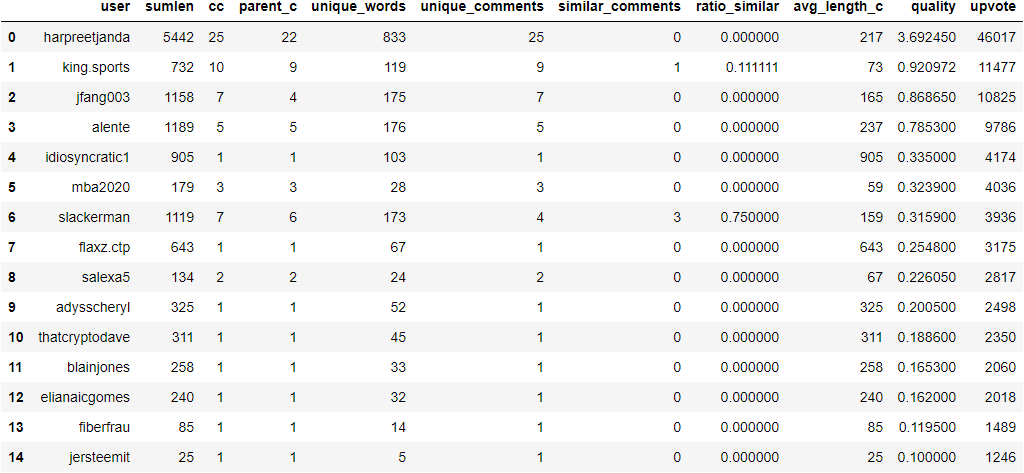 user sumlen cc parent_c unique_words unique_comments similar_comments ratio_similar avg_length_c quality upvote
0 harpreetjanda 5442 25 22 833 25 0 0.000000 217 3.692450 46017
1 king.sports 732 10 9 119 9 1 0.111111 73 0.920972 11477
2 jfang003 1158 7 4 175 7 0 0.000000 165 0.868650 10825
3 alente 1189 5 5 176 5 0 0.000000 237 0.785300 9786
4 idiosyncratic1 905 1 1 103 1 0 0.000000 905 0.335000 4174
5 mba2020 179 3 3 28 3 0 0.000000 59 0.323900 4036
6 slackerman 1119 7 6 173 4 3 0.750000 159 0.315900 3936
7 flaxz.ctp 643 1 1 67 1 0 0.000000 643 0.254800 3175
8 salexa5 134 2 2 24 2 0 0.000000 67 0.226050 2817
9 adysscheryl 325 1 1 52 1 0 0.000000 325 0.200500 2498
10 thatcryptodave 311 1 1 45 1 0 0.000000 311 0.188600 2350
11 blainjones 258 1 1 33 1 0 0.000000 258 0.165300 2060
12 elianaicgomes 240 1 1 32 1 0 0.000000 240 0.162000 2018
13 fiberfrau 85 1 1 14 1 0 0.000000 85 0.119500 1489
14 jersteemit 25 1 1 5 1 0 0.000000 25 0.100000 1246